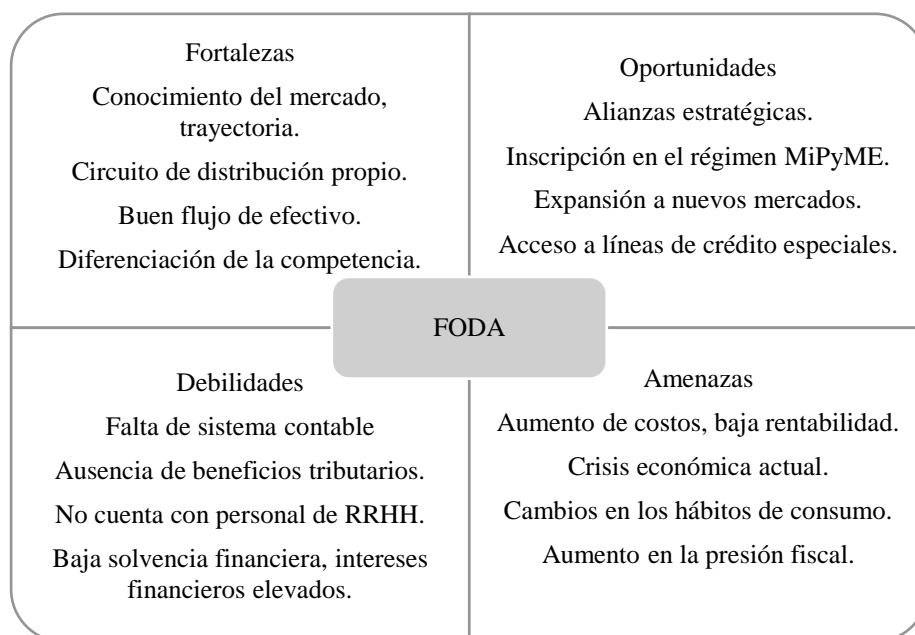 Fortalezas
Conocimiento del mercado,
trayectoria.
Circuito de distribución propio.
Buen flujo de efectivo.
Diferenciación de la competencia.
Oportunidades
Alianzas estratégicas.
Inscripción en el régimen MiPyME.
Expansión a nuevos mercados.
Acceso a líneas de crédito especiales.
FODA
Debilidades
Falta de sistema contable
Ausencia de beneficios tributarios.
No cuenta con personal de RRHH.
Baja solvencia financiera, intereses
financieros elevados.
Amenazas
Aumento de costos, baja rentabilidad.
Crisis económica actual.
Cambios en los hábitos de consumo.
Aumento en la presión fiscal.